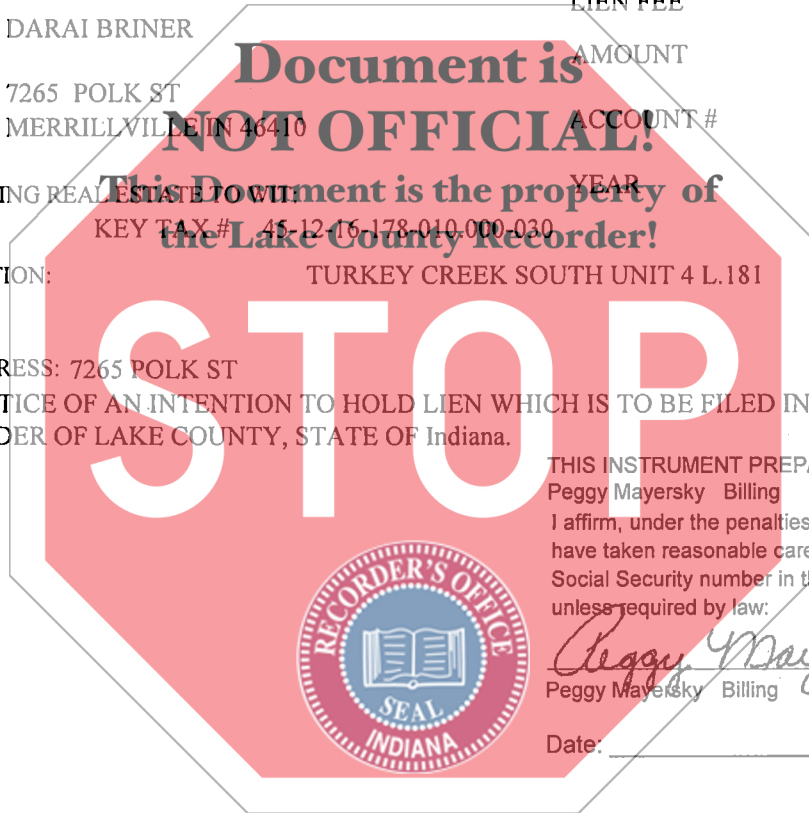 LIEN FEE
DARAI BRINER
Document is
AMOUNT
7265 POLK ST
NOT OFFICIAL!
MERRILLVILLE IN 46410
ACCOUNT #
This Document is the property of
ING REAL ESTATE TO WIT:
YEAR
the Lake County Recorder!
KEY TAX # 45-12-16-178-010.000-030
TION:
TURKEY CREEK SOUTH UNIT 4 L.181
STOP
RESS: 7265 POLK ST
TICE OF AN INTENTION TO HOLD LIEN WHICH IS TO BE FILED IN
DER OF LAKE COUNTY, STATE OF Indiana.
THIS INSTRUMENT PREPA
Peggy Mayersky Billing
I affirm, under the penalties
have taken reasonable care
Social Security number in th
unless required by law:
Peggy May
Peggy Mayersky Billing
Date:
RECORDER'S OFFICE
SEAL
INDIANA